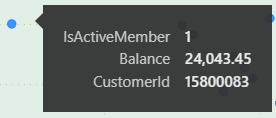 IsActiveMember 1
Balance 24,043.45
CustomerId 15800083